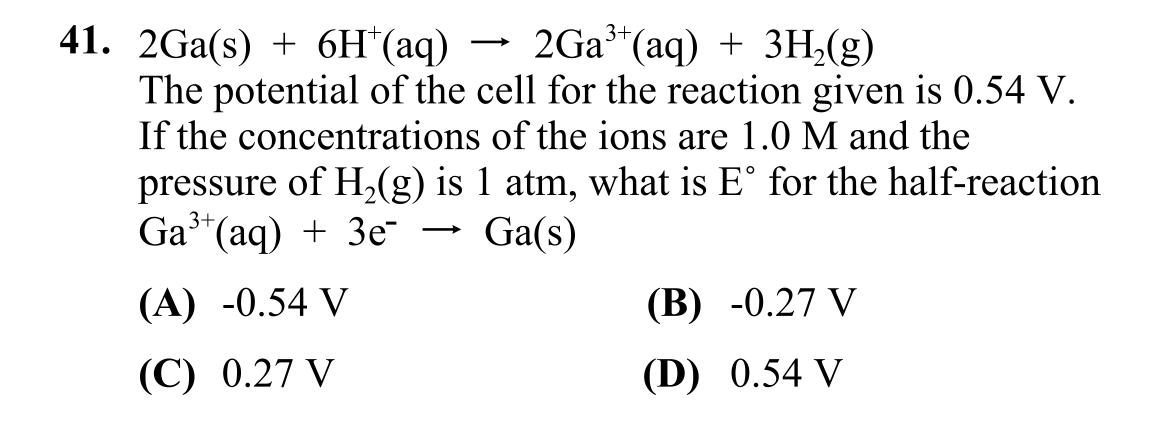 41. 2Ga(s) + 6H⁺(aq) → 2Ga³⁺(aq) + 3H₂(g)
The potential of the cell for the reaction given is 0.54 V.
If the concentrations of the ions are 1.0 M and the
pressure of H₂(g) is 1 atm, what is E° for the half-reaction
Ga³⁺(aq) + 3e⁻ → Ga(s)
(A) -0.54 V (B) -0.27 V
(C) 0.27 V (D) 0.54 V